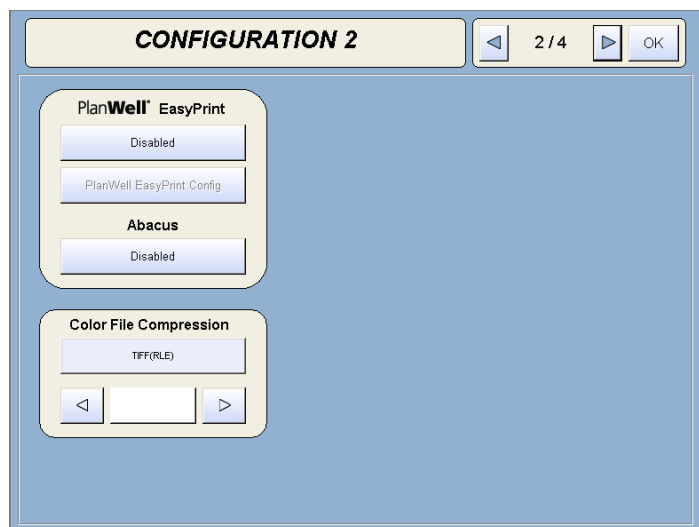 CONFIGURATION 2
2 / 4
OK
PlanWell® EasyPrint
Disabled
PlanWell EasyPrint Config
Abacus
Disabled
Color File Compression
TIFF(RLE)